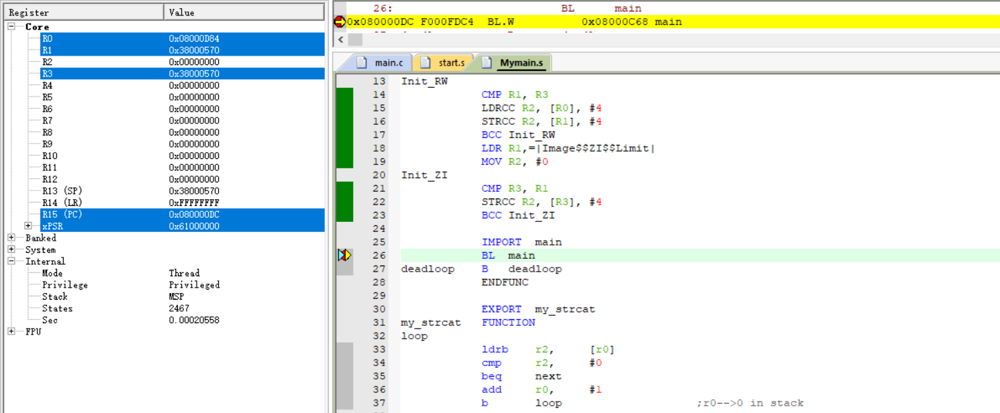 Register Value
Core
R0 0x08000D84
R1 0x38000570
R2 0x00000000
R3 0x38000570
R4 0x00000000
R5 0x00000000
R6 0x00000000
R7 0x00000000
R8 0x00000000
R9 0x00000000
R10 0x00000000
R11 0x00000000
R12 0x00000000
R13 (SP) 0x38000570
R14 (LR) 0xFFFFFFFF
R15 (PC) 0x080000DC
xPSR 0x61000000
Banked
System
Internal
Mode Thread
Privilege Privileged
Stack MSP
States 2467
Sec 0.00020558
FPU
26: BL main
0x080000DC F000FDC4 BL.W 0x08000C68 main
main.c start.s Mymain.s
13 Init_RW
14 CMP R1, R3
15 LDRCC R2, [R0], #4
16 STRCC R2, [R1], #4
17 BCC Init_RW
18 LDR R1,=|Image$$ZI$$Limit|
19 MOV R2, #0
20 Init_ZI
21 CMP R3, R1
22 STRCC R2, [R3], #4
23 BCC Init_ZI
24
25 IMPORT main
26 BL main
27 deadloop B deadloop
28 ENDFUNC
29
30 EXPORT my_strcat
31 my_strcat FUNCTION
32 loop
33 ldrb r2, [r0]
34 cmp r2, #0
35 beq next
36 add r0, #1
37 b loop ;r0-->0 in stack